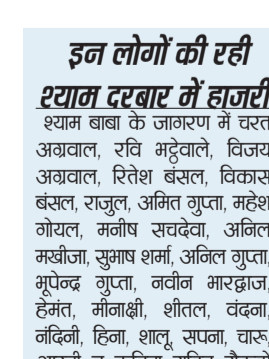 इन लोगों की रही
श्याम दरबार में हाजरी
श्याम बाबा के जागरण में चरत
अग्रवाल, रवि भट्ठेवाले, विजय
अग्रवाल, रितेश बंसल, विकास
बंसल, राजुल, अमित गुप्ता, महेश
गोयल, मनीष सचदेवा, अनिल
मखीजा, सुभाष शर्मा, अनिल गुप्ता,
भूपेन्द्र गुप्ता, नवीन भारद्वाज,
हेमंत, मीनाक्षी, शीतल, वंदना,
नंदिनी, हिना, शालू सपना, चारू,